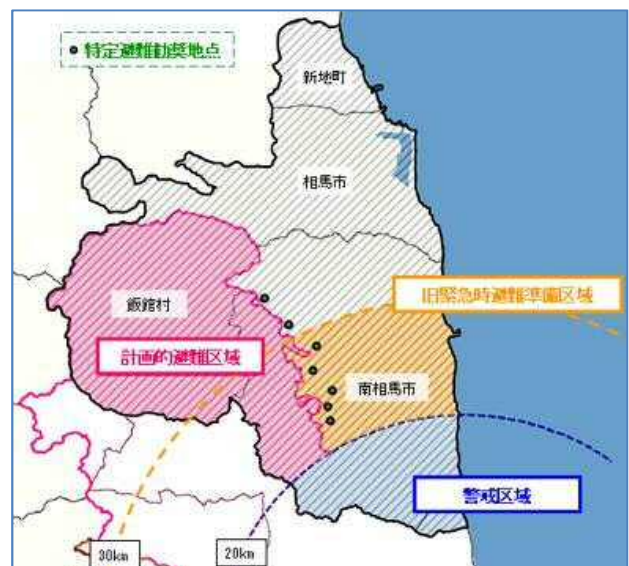 ●特定避難勧奨地点
新地町
相馬市
飯舘村
旧緊急時避難準備区域
計画的避難区域
南相馬市
警戒区域
30km
20km